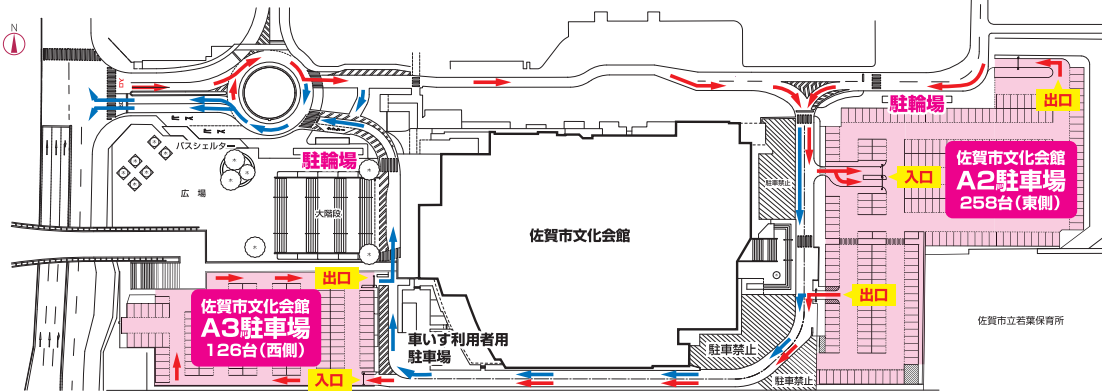 N
駐輪場
出口
佐賀市文化会館
A2駐車場
258台(東側)
入口
駐車禁止
バスシェルター
駐輪場
広場
大階段
佐賀市文化会館
出口
出口
佐賀市文化会館
A3駐車場
126台(西側)
車いす利用者用
駐車場
入口
駐車禁止
駐車禁止
佐賀市立若葉保育所
木
木
木
木
木